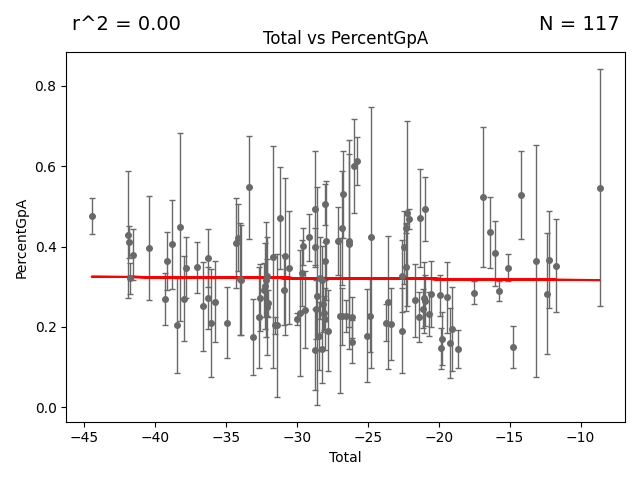 r^2 = 0.00
N = 117
Total vs PercentGpA
PercentGpA
0.8
0.6
0.4
0.2
0.0
−45
−40
−35
−30
−25
−20
−15
−10
Total